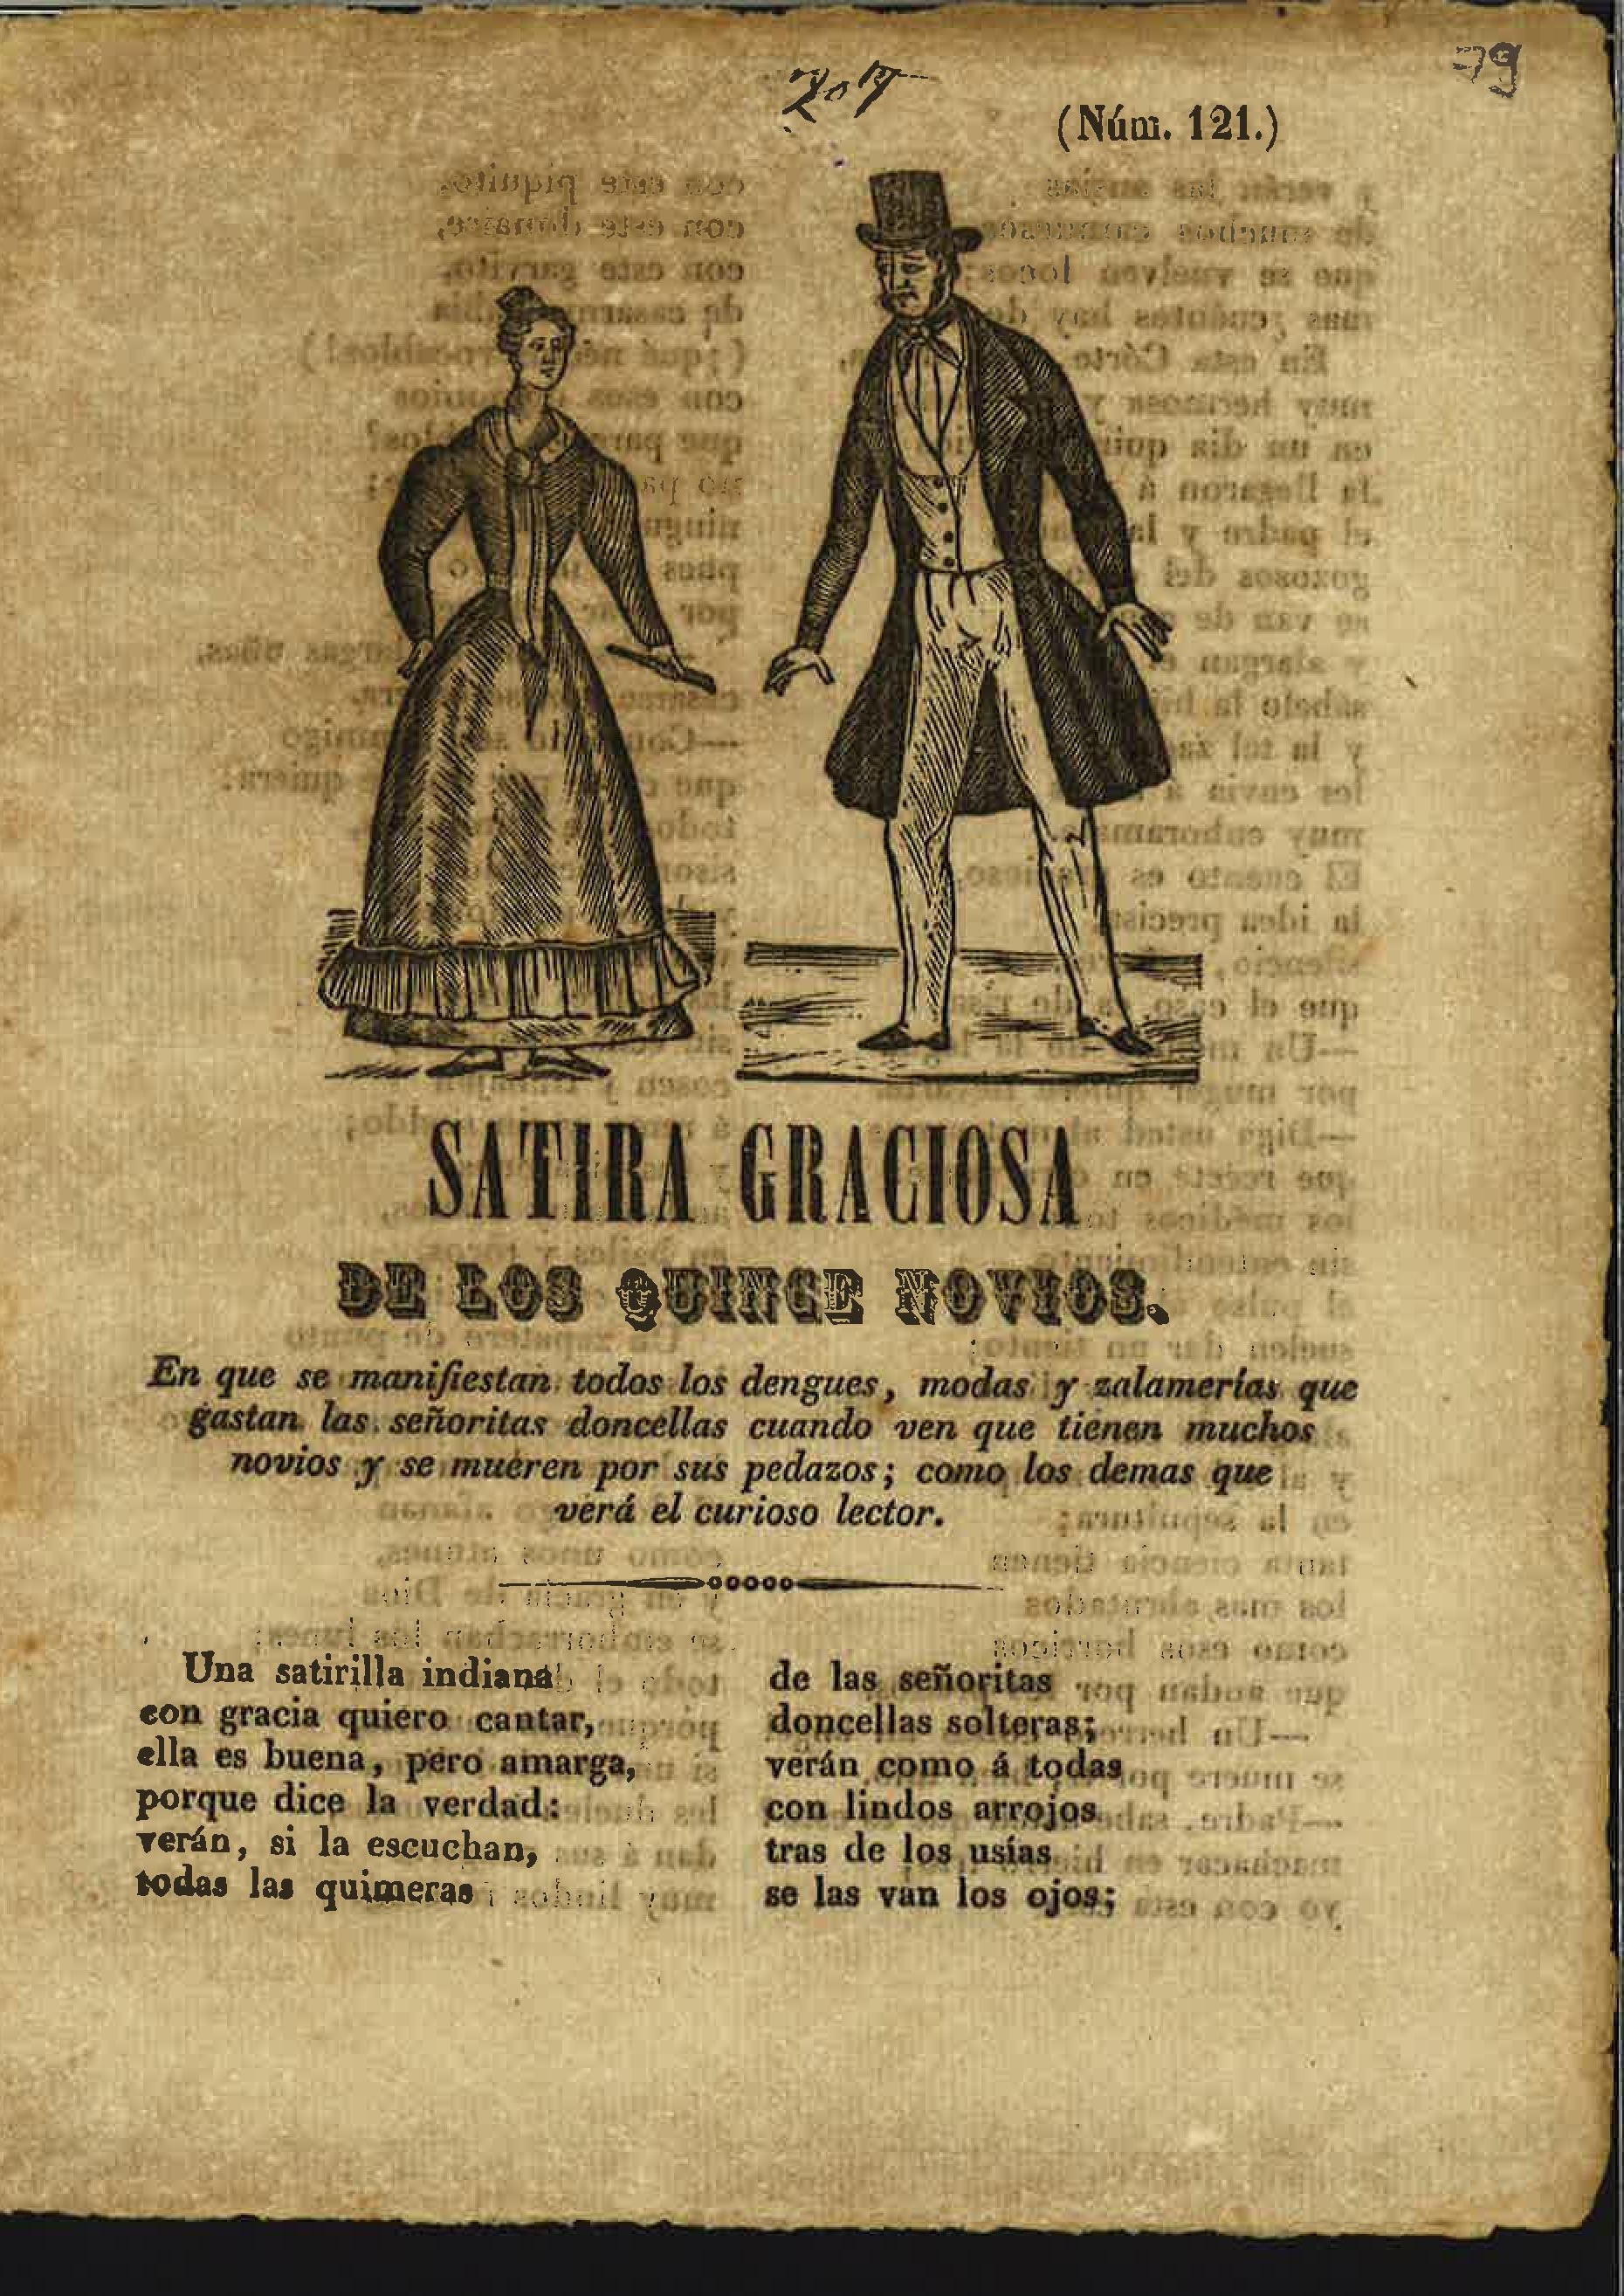 (Núm. 121.)
SATIRA GRACIOSA
DE LOS QUINCE NOVIOS.
En que se manifiestan todos los dengues, modas y zalamerías que
gastan las señoritas doncellas cuando ven que tienen muchos
novios y se mueren por sus pedazos; como los demas que
verá el curioso lector.
Una satirilla indiana
con gracia quiero cantar,
ella es buena, pero amarga,
porque dice la verdad:
verán, si la escuchan,
todas las quimeras
de las señoritas
doncellas solteras;
verán como á todas
con lindos arrojos
tras de los usías
se las van los ojos;